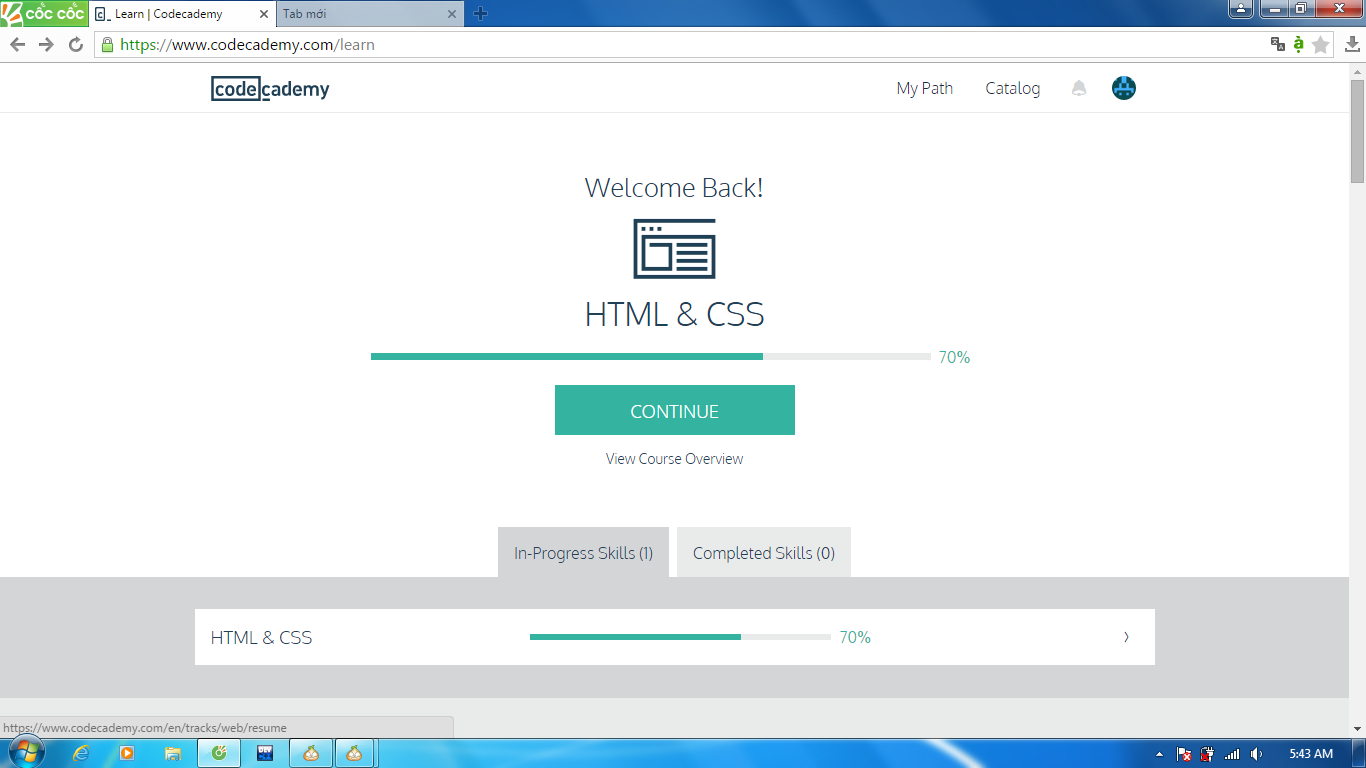 cốc cốc
Learn | Codecademy
Tab mới
https://www.codecademy.com/learn
codecademy
My Path
Catalog
Welcome Back!
HTML & CSS
70%
CONTINUE
View Course Overview
In-Progress Skills (1)
Completed Skills (0)
HTML & CSS
70%
https://www.codecademy.com/en/tracks/web/resume
5:43 AM